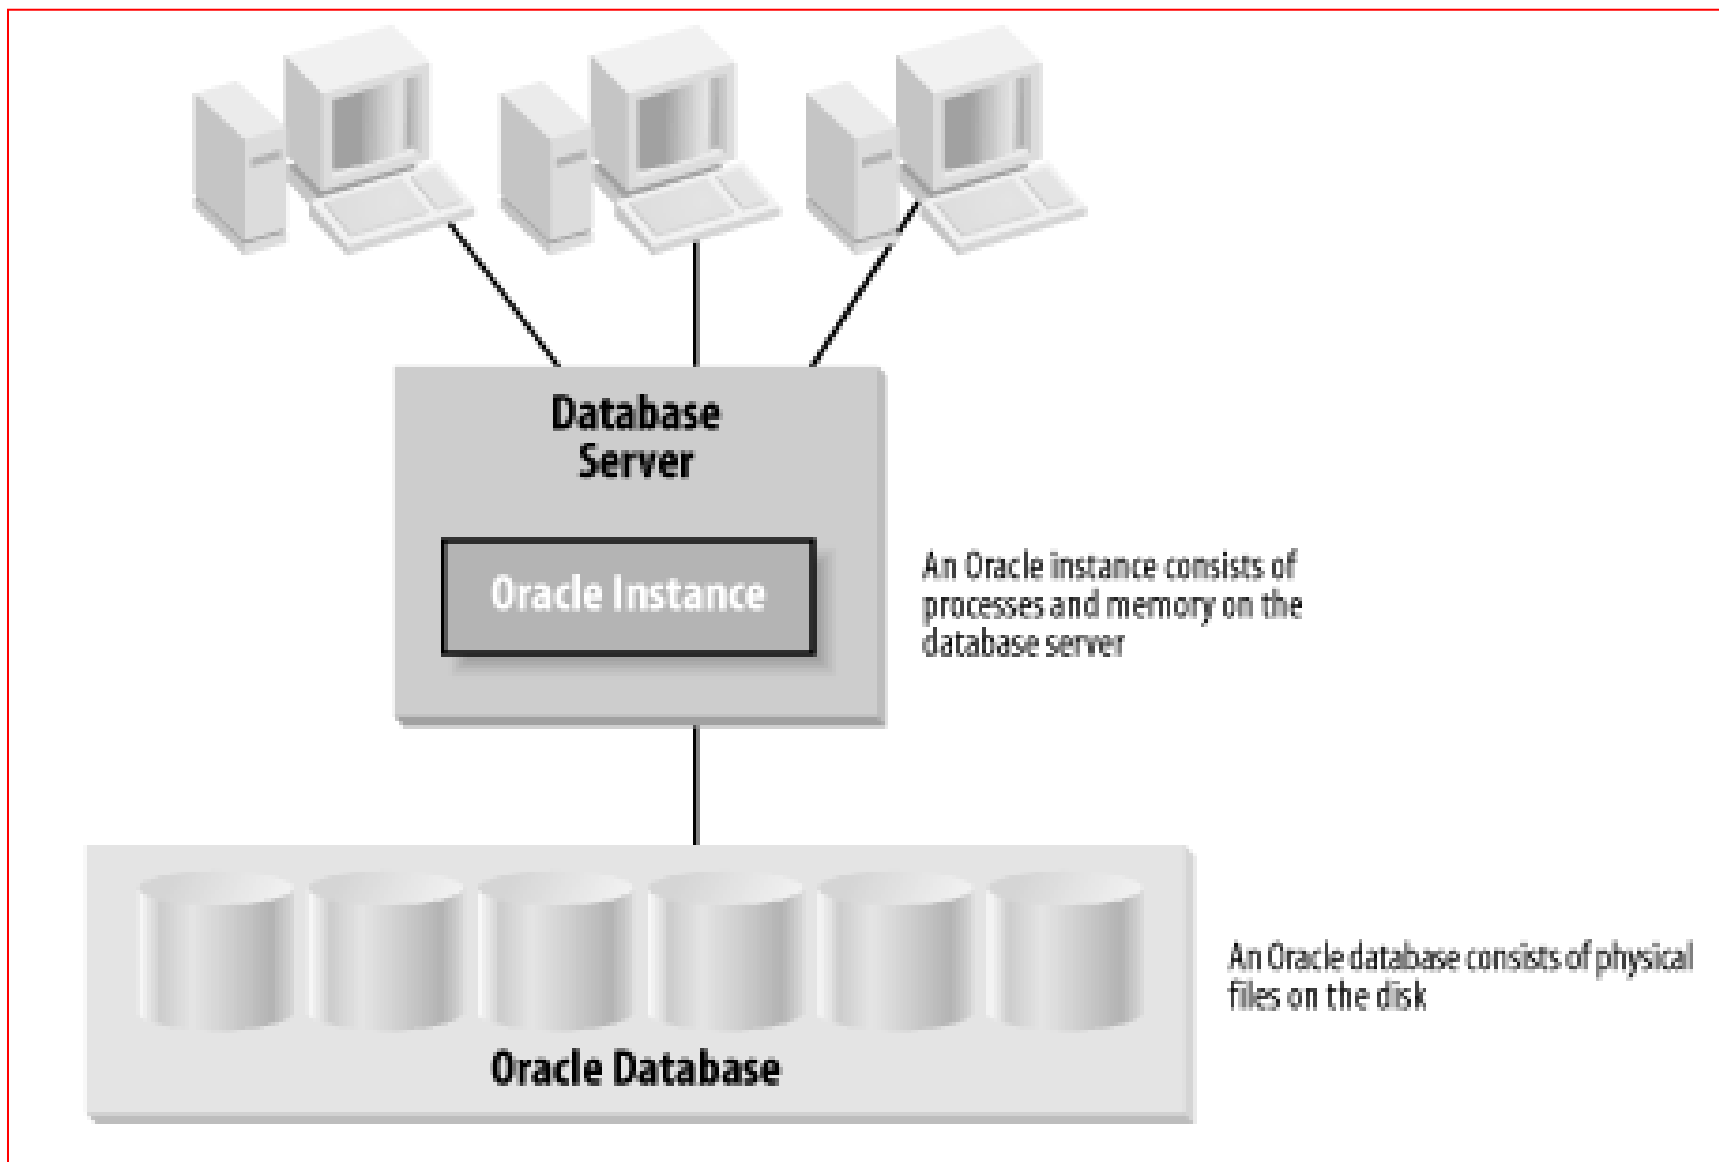 Database
Server
Oracle Instance
An Oracle instance consists of
processes and memory on the
database server
An Oracle database consists of physical
files on the disk
Oracle Database